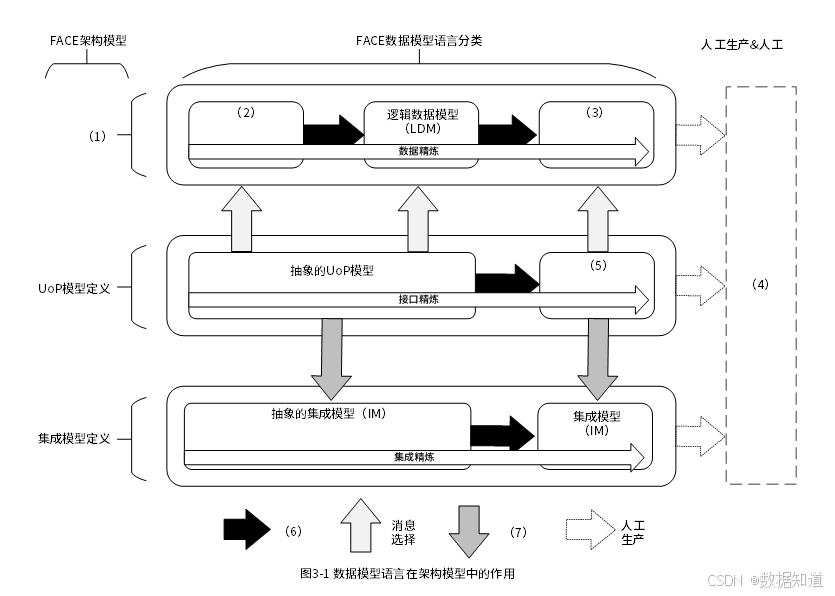 FACE架构模型
FACE数据模型语言分类
人工生产&人工
（1）
（2）
逻辑数据模型
（LDM）
（3）
数据精炼
UoP模型定义
抽象的UoP模型
（5）
接口精炼
（4）
集成模型定义
抽象的集成模型（IM）
集成模型
（IM）
集成精炼
（6）
消息
选择
（7）
人工
生产
图3-1 数据模型语言在架构模型中的作用
CSDN @数据知道